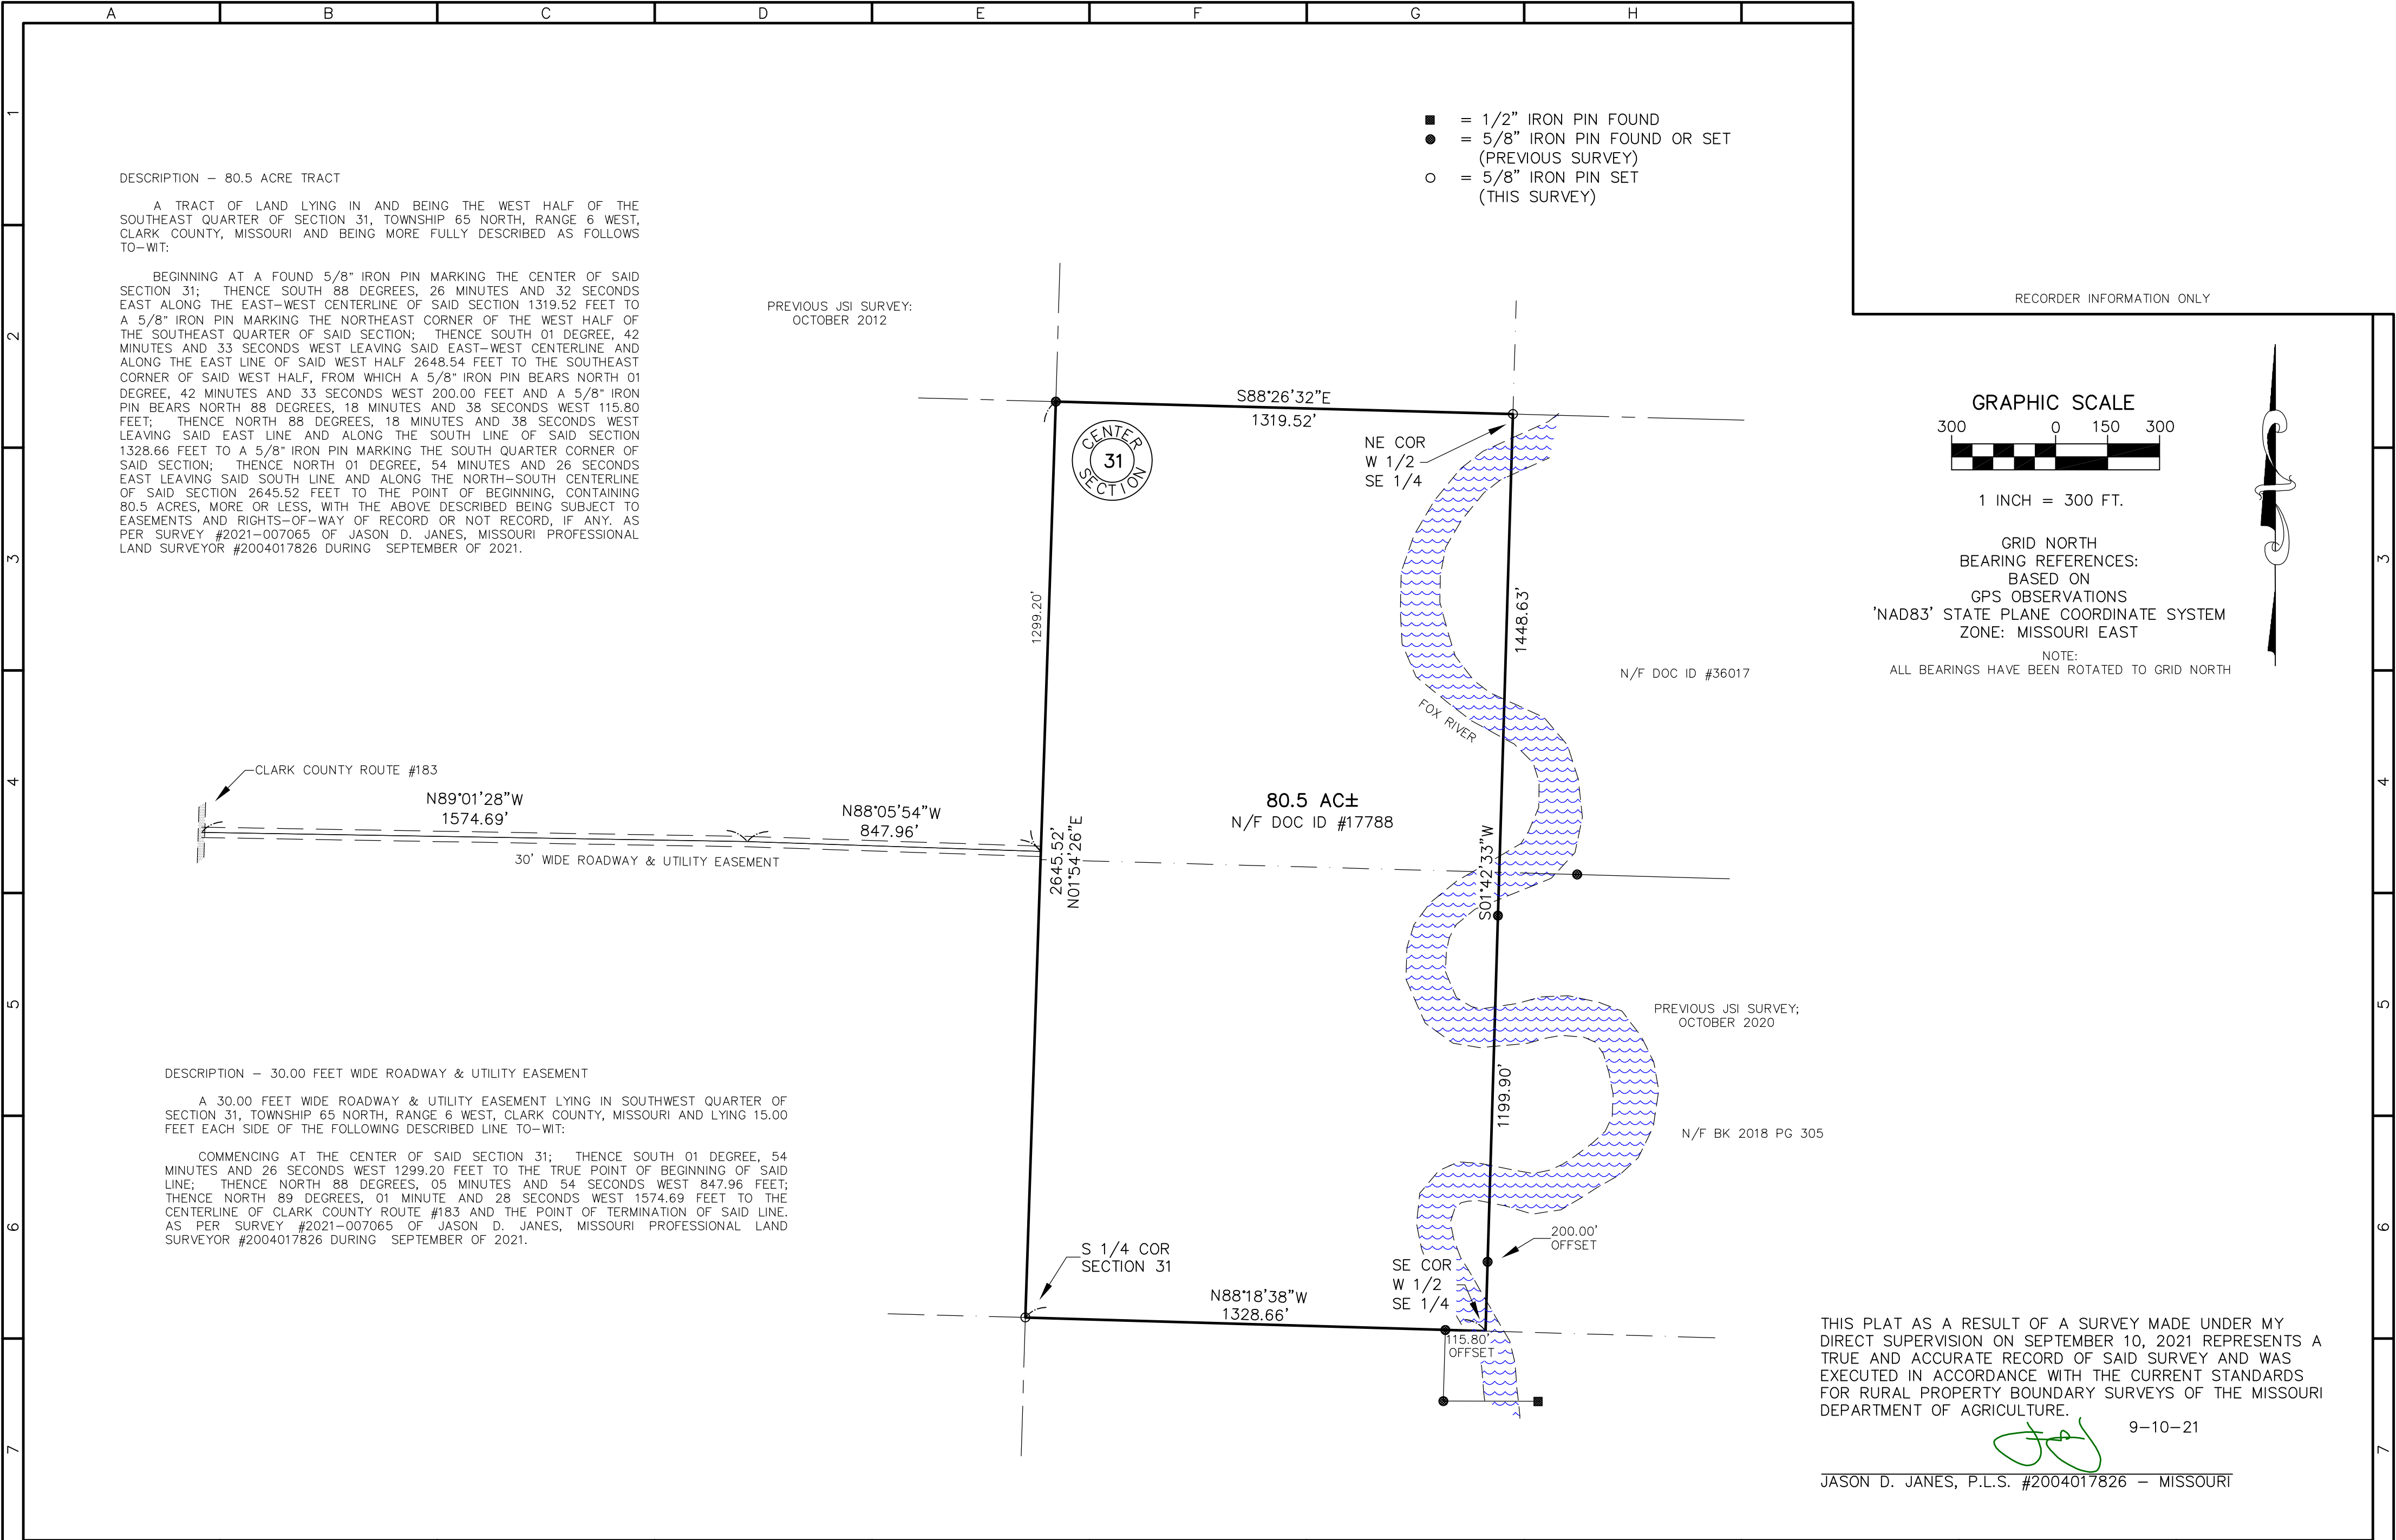 A B C D E F G H
1
2
3
4
5
6
7
3
4
5
6
7
DESCRIPTION – 80.5 ACRE TRACT
A TRACT OF LAND LYING IN AND BEING THE WEST HALF OF THE
SOUTHEAST QUARTER OF SECTION 31, TOWNSHIP 65 NORTH, RANGE 6 WEST,
CLARK COUNTY, MISSOURI AND BEING MORE FULLY DESCRIBED AS FOLLOWS
TO–WIT:
BEGINNING AT A FOUND 5/8" IRON PIN MARKING THE CENTER OF SAID
SECTION 31; THENCE SOUTH 88 DEGREES, 26 MINUTES AND 32 SECONDS
EAST ALONG THE EAST–WEST CENTERLINE OF SAID SECTION 1319.52 FEET TO
A 5/8" IRON PIN MARKING THE NORTHEAST CORNER OF THE WEST HALF OF
THE SOUTHEAST QUARTER OF SAID SECTION; THENCE SOUTH 01 DEGREE, 42
MINUTES AND 33 SECONDS WEST LEAVING SAID EAST–WEST CENTERLINE AND
ALONG THE EAST LINE OF SAID WEST HALF 2648.54 FEET TO THE SOUTHEAST
CORNER OF SAID WEST HALF, FROM WHICH A 5/8" IRON PIN BEARS NORTH 01
DEGREE, 42 MINUTES AND 33 SECONDS WEST 200.00 FEET AND A 5/8" IRON
PIN BEARS NORTH 88 DEGREES, 18 MINUTES AND 38 SECONDS WEST 115.80
FEET; THENCE NORTH 88 DEGREES, 18 MINUTES AND 38 SECONDS WEST
LEAVING SAID EAST LINE AND ALONG THE SOUTH LINE OF SAID SECTION
1328.66 FEET TO A 5/8" IRON PIN MARKING THE SOUTH QUARTER CORNER OF
SAID SECTION; THENCE NORTH 01 DEGREE, 54 MINUTES AND 26 SECONDS
EAST LEAVING SAID SOUTH LINE AND ALONG THE NORTH–SOUTH CENTERLINE
OF SAID SECTION 2645.52 FEET TO THE POINT OF BEGINNING, CONTAINING
80.5 ACRES, MORE OR LESS, WITH THE ABOVE DESCRIBED BEING SUBJECT TO
EASEMENTS AND RIGHTS–OF–WAY OF RECORD OR NOT RECORD, IF ANY. AS
PER SURVEY #2021–007065 OF JASON D. JANES, MISSOURI PROFESSIONAL
LAND SURVEYOR #2004017826 DURING SEPTEMBER OF 2021.
PREVIOUS JSI SURVEY:
OCTOBER 2012
= 1/2" IRON PIN FOUND
= 5/8" IRON PIN FOUND OR SET
(PREVIOUS SURVEY)
= 5/8" IRON PIN SET
(THIS SURVEY)
RECORDER INFORMATION ONLY
GRAPHIC SCALE
300 0 150 300
1 INCH = 300 FT.
GRID NORTH
BEARING REFERENCES:
BASED ON
GPS OBSERVATIONS
'NAD83' STATE PLANE COORDINATE SYSTEM
ZONE: MISSOURI EAST
NOTE:
ALL BEARINGS HAVE BEEN ROTATED TO GRID NORTH
S88°26'32"E
1319.52'
CENTER
31
SECTION
NE COR
W 1/2
SE 1/4
1299.20'
1448.63'
N/F DOC ID #36017
FOX RIVER
CLARK COUNTY ROUTE #183
N89°01'28"W
1574.69'
N88°05'54"W
847.96'
30' WIDE ROADWAY & UTILITY EASEMENT
80.5 AC±
N/F DOC ID #17788
2645.52'
N01°54'26"E
S01°42'33"W
PREVIOUS JSI SURVEY;
OCTOBER 2020
1199.90'
N/F BK 2018 PG 305
DESCRIPTION – 30.00 FEET WIDE ROADWAY & UTILITY EASEMENT
A 30.00 FEET WIDE ROADWAY & UTILITY EASEMENT LYING IN SOUTHWEST QUARTER OF
SECTION 31, TOWNSHIP 65 NORTH, RANGE 6 WEST, CLARK COUNTY, MISSOURI AND LYING 15.00
FEET EACH SIDE OF THE FOLLOWING DESCRIBED LINE TO–WIT:
COMMENCING AT THE CENTER OF SAID SECTION 31; THENCE SOUTH 01 DEGREE, 54
MINUTES AND 26 SECONDS WEST 1299.20 FEET TO THE TRUE POINT OF BEGINNING OF SAID
LINE; THENCE NORTH 88 DEGREES, 05 MINUTES AND 54 SECONDS WEST 847.96 FEET;
THENCE NORTH 89 DEGREES, 01 MINUTE AND 28 SECONDS WEST 1574.69 FEET TO THE
CENTERLINE OF CLARK COUNTY ROUTE #183 AND THE POINT OF TERMINATION OF SAID LINE.
AS PER SURVEY #2021–007065 OF JASON D. JANES, MISSOURI PROFESSIONAL LAND
SURVEYOR #2004017826 DURING SEPTEMBER OF 2021.
S 1/4 COR
SECTION 31
200.00'
OFFSET
SE COR
W 1/2
SE 1/4
N88°18'38"W
1328.66'
115.80'
OFFSET
THIS PLAT AS A RESULT OF A SURVEY MADE UNDER MY
DIRECT SUPERVISION ON SEPTEMBER 10, 2021 REPRESENTS A
TRUE AND ACCURATE RECORD OF SAID SURVEY AND WAS
EXECUTED IN ACCORDANCE WITH THE CURRENT STANDARDS
FOR RURAL PROPERTY BOUNDARY SURVEYS OF THE MISSOURI
DEPARTMENT OF AGRICULTURE.
9–10–21
JASON D. JANES, P.L.S. #2004017826 – MISSOURI